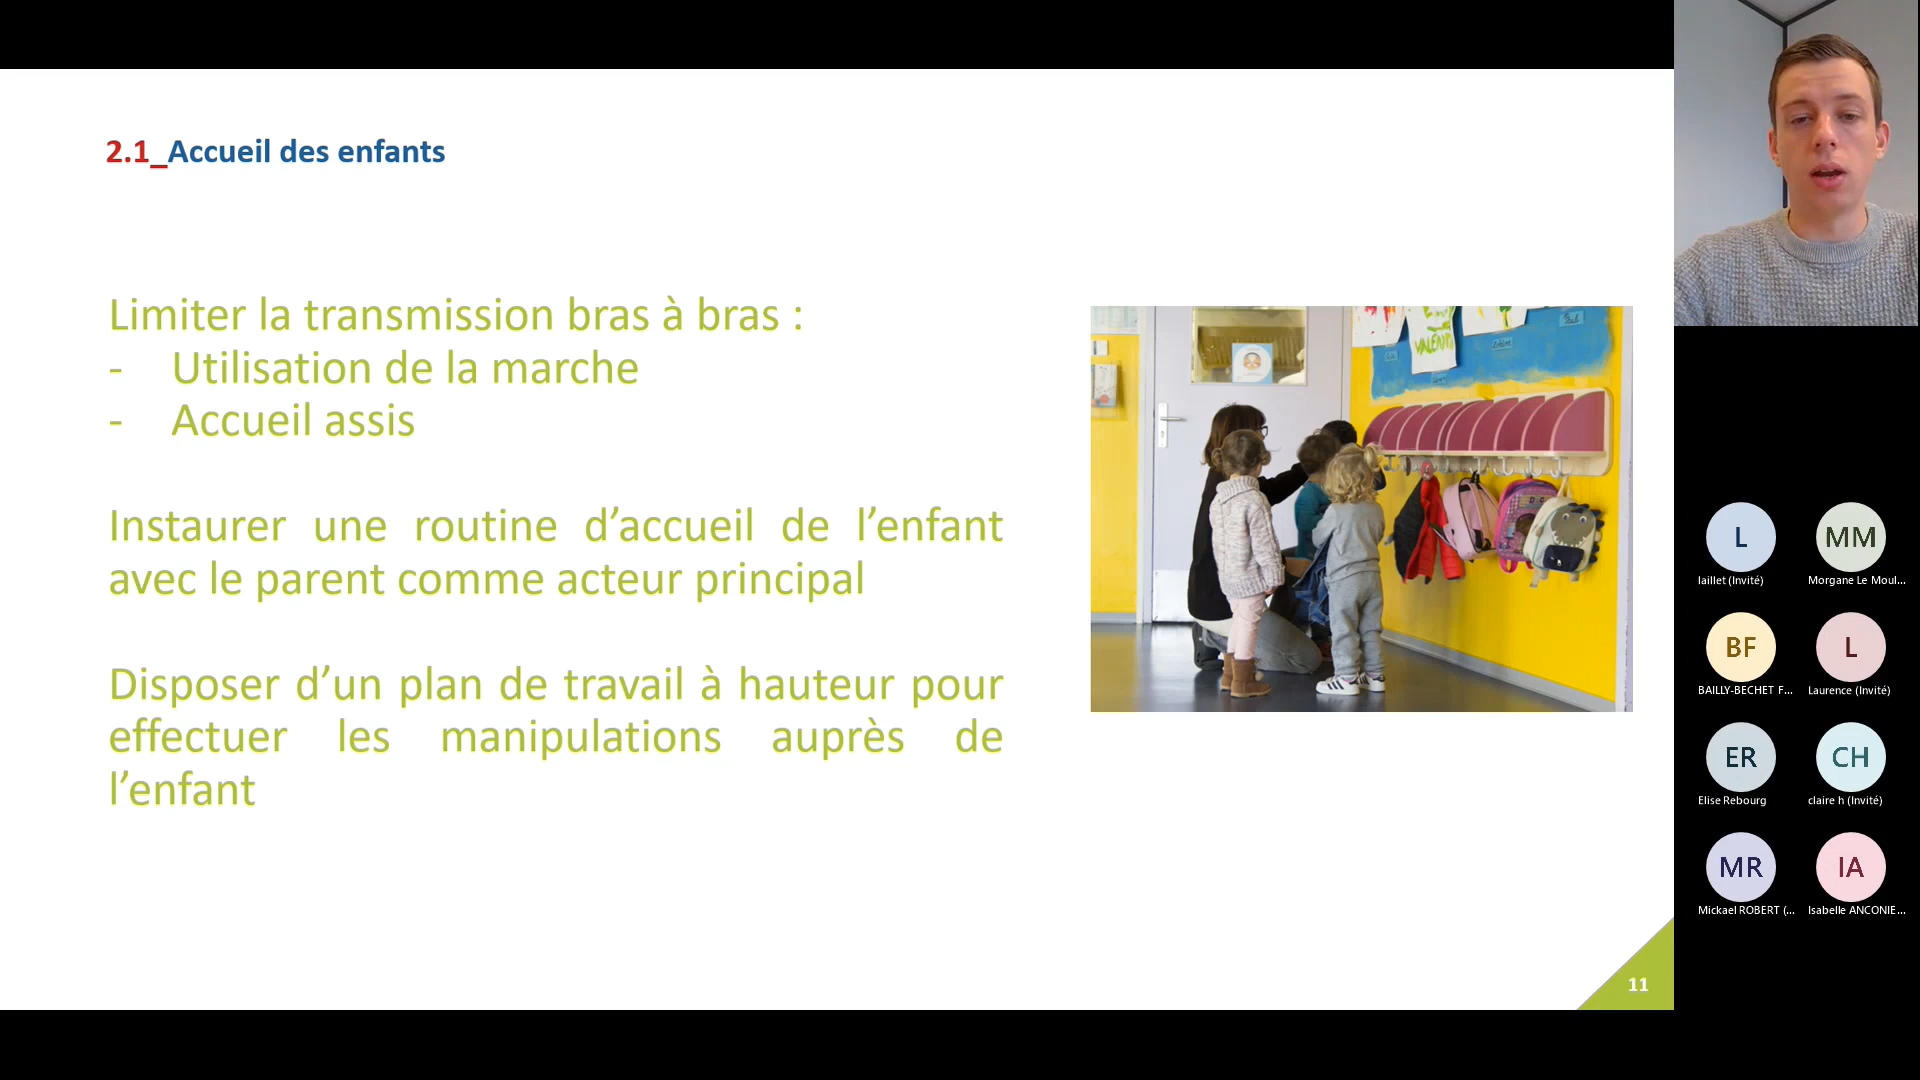 2.1_Accueil des enfants
Limiter la transmission bras à bras :
- Utilisation de la marche
- Accueil assis
Instaurer une routine d’accueil de l’enfant
avec le parent comme acteur principal
Disposer d’un plan de travail à hauteur pour
effectuer les manipulations auprès de
l’enfant
VALENT
11
L
laillet (Invité)
MM
Morgane Le Moul...
BF
BAILLY-BECHET F...
L
Laurence (Invité)
ER
Elise Rebourg
CH
claire h (Invité)
MR
Mickael ROBERT (...
IA
Isabelle ANCONIE...